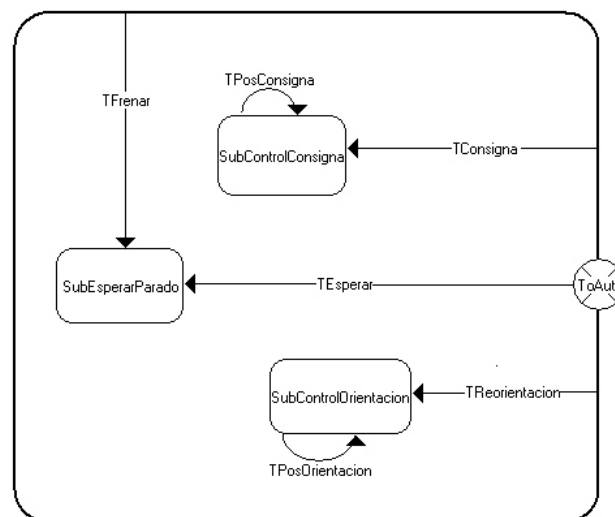 TPosConsigna
TFrenar
SubControlConsigna
TConsigna
SubEsperarParado
TEsperar
ToAut
SubControlOrientacion
TReorientacion
TPosOrientacion